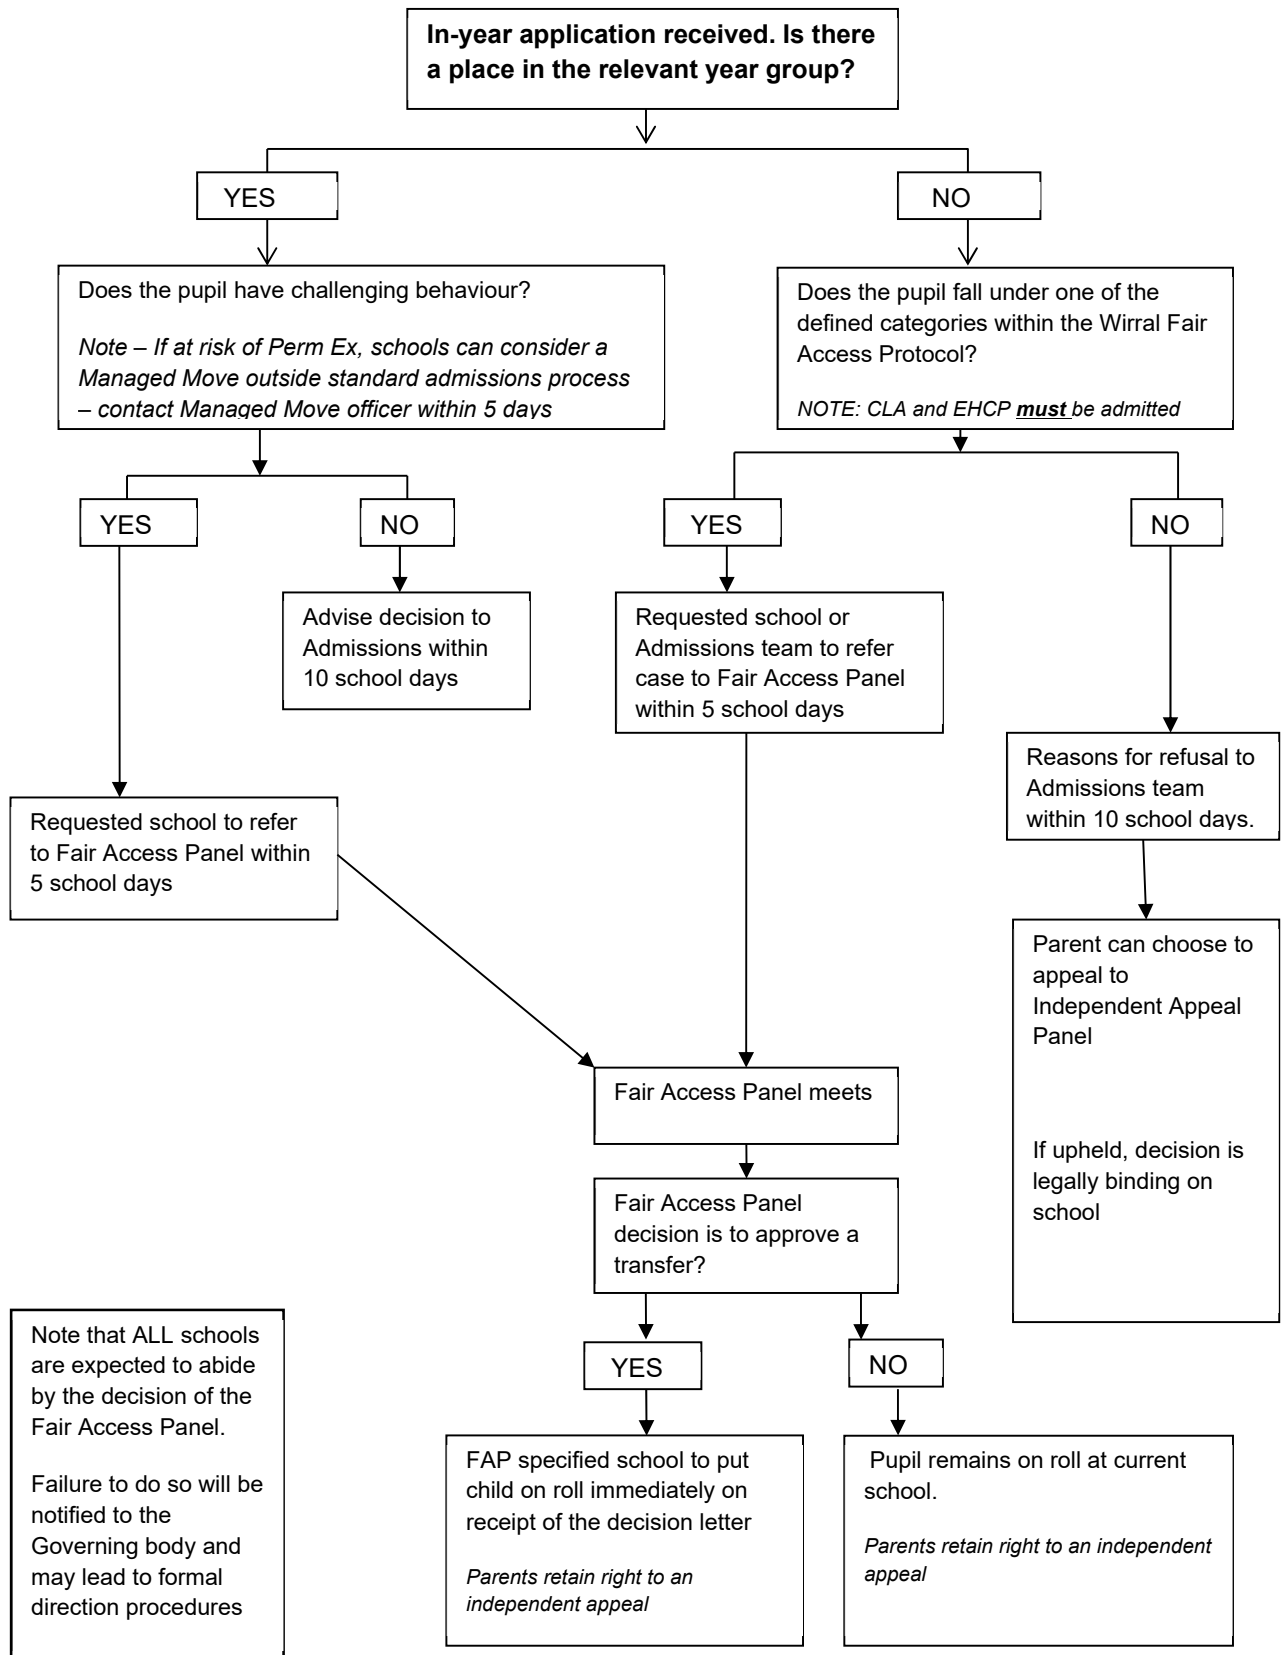 In-year application received. Is there
a place in the relevant year group?
YES
NO
Does the pupil have challenging behaviour?
Note – If at risk of Perm Ex, schools can consider a
Managed Move outside standard admissions process
– contact Managed Move officer within 5 days
Does the pupil fall under one of the
defined categories within the Wirral Fair
Access Protocol?
NOTE: CLA and EHCP must be admitted
YES
NO
YES
NO
Advise decision to
Admissions within
10 school days
Requested school or
Admissions team to refer
case to Fair Access Panel
within 5 school days
Reasons for refusal to
Admissions team
within 10 school days.
Requested school to refer
to Fair Access Panel within
5 school days
Parent can choose to
appeal to
Independent Appeal
Panel
If upheld, decision is
legally binding on
school
Fair Access Panel meets
Fair Access Panel
decision is to approve a
transfer?
YES
NO
Note that ALL schools
are expected to abide
by the decision of the
Fair Access Panel.
Failure to do so will be
notified to the
Governing body and
may lead to formal
direction procedures
FAP specified school to put
child on roll immediately on
receipt of the decision letter
Parents retain right to an
independent appeal
Pupil remains on roll at current
school.
Parents retain right to an independent
appeal